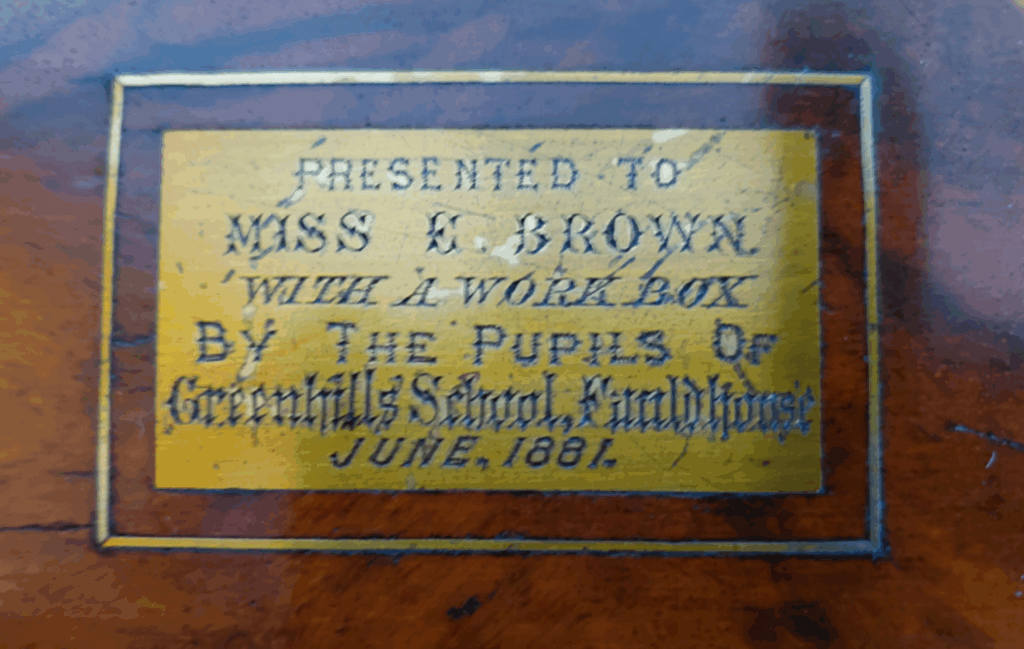 PRESENTED TO
MISS E. BROWN.
WITH A WORK BOX
BY THE PUPILS OF
Greenhills School, Fauldhouse
JUNE, 1881.